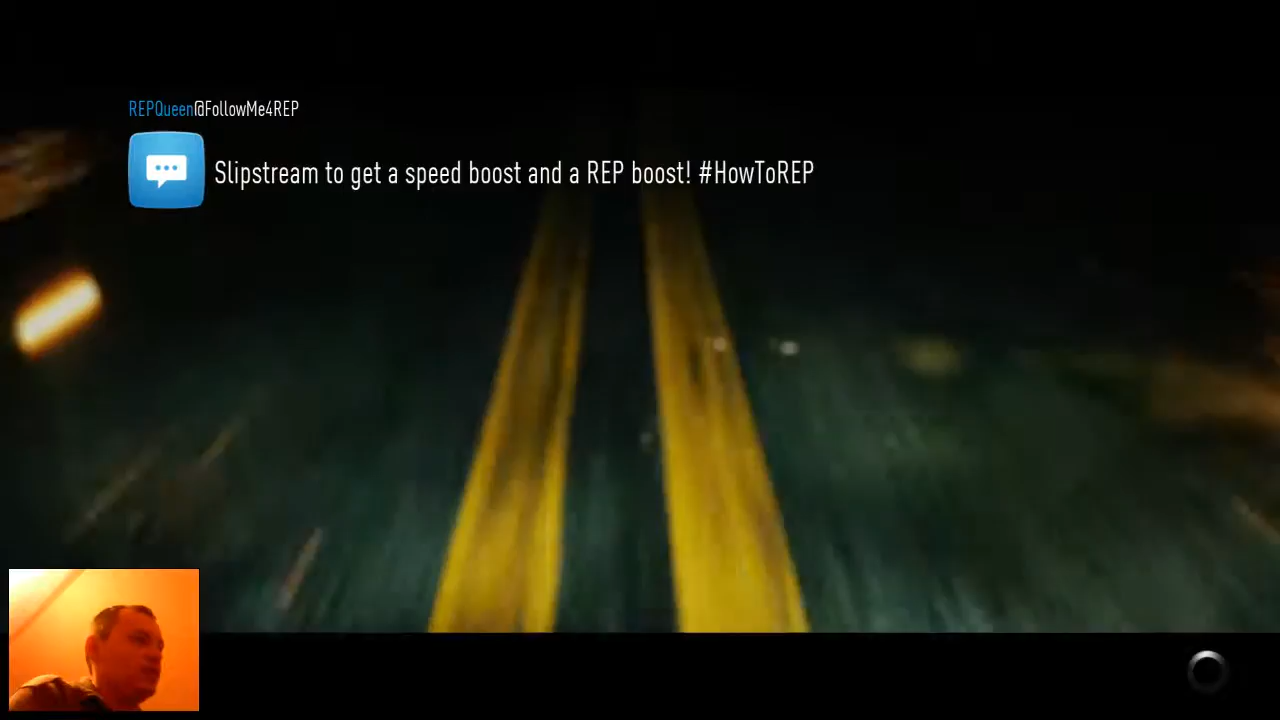 REPQueen@FollowMe4REP
Slipstream to get a speed boost and a REP boost! #HowToREP